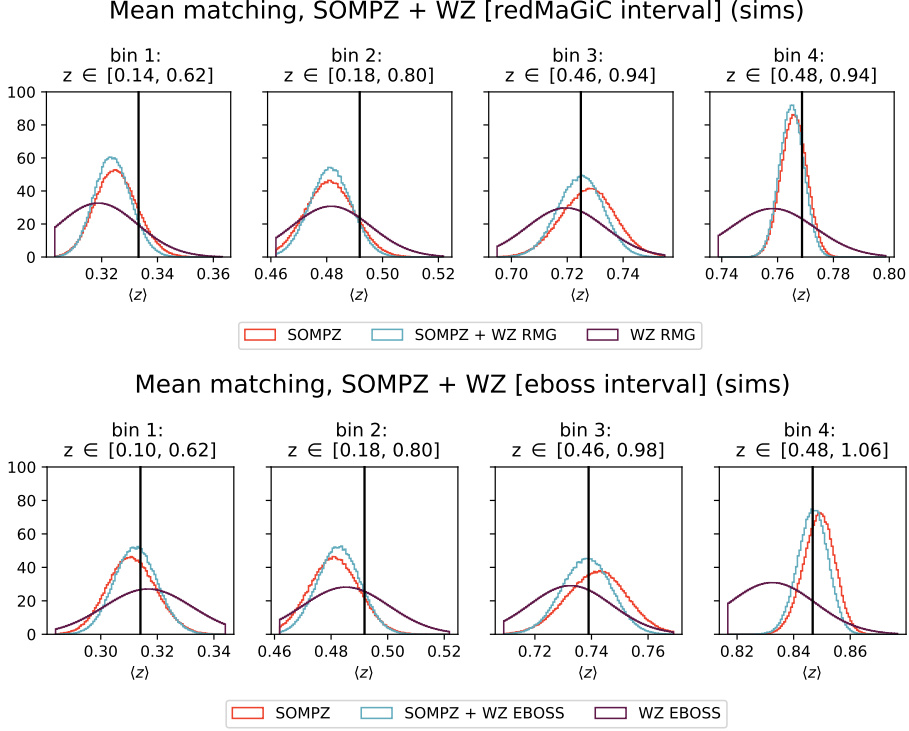 Mean matching, SOMPZ + WZ [redMaGiC interval] (sims)
bin 1:
z ∈ [0.14, 0.62]
bin 2:
z ∈ [0.18, 0.80]
bin 3:
z ∈ [0.46, 0.94]
bin 4:
z ∈ [0.48, 0.94]
100
80
60
40
20
0
0.32 0.34 0.36
0.46 0.48 0.50 0.52
0.70 0.72 0.74
0.74 0.76 0.78 0.80
⟨z⟩ ⟨z⟩ ⟨z⟩ ⟨z⟩
SOMPZ SOMPZ + WZ RMG WZ RMG
Mean matching, SOMPZ + WZ [eboss interval] (sims)
bin 1:
z ∈ [0.10, 0.62]
bin 2:
z ∈ [0.18, 0.80]
bin 3:
z ∈ [0.46, 0.98]
bin 4:
z ∈ [0.48, 1.06]
100
80
60
40
20
0
0.30 0.32 0.34
0.46 0.48 0.50 0.52
0.72 0.74 0.76
0.82 0.84 0.86
⟨z⟩ ⟨z⟩ ⟨z⟩ ⟨z⟩
SOMPZ SOMPZ + WZ EBOSS WZ EBOSS